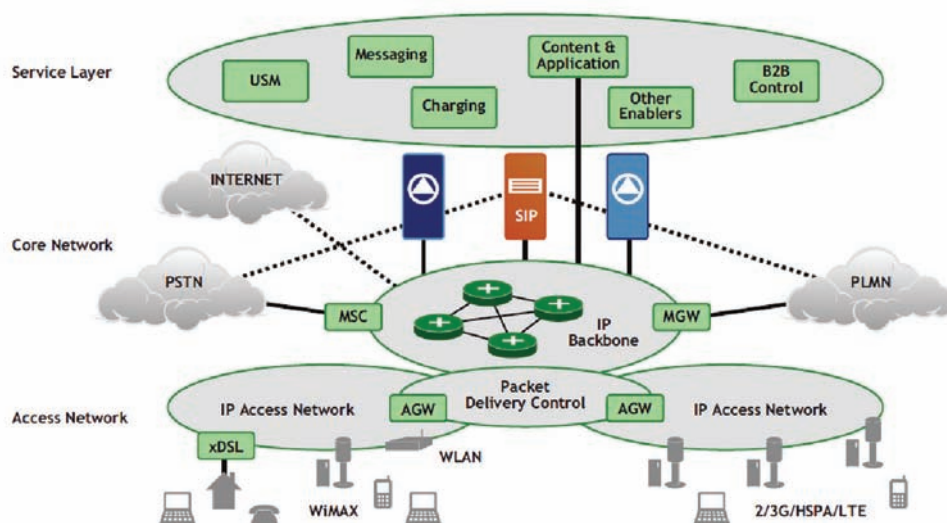 Service Layer
USM
Messaging
Charging
Content &
Application
Other
Enablers
B2B
Control
INTERNET
SIP
Core Network
PSTN
PLMN
MSC
MGW
IP
Backbone
Packet
Delivery Control
Access Network
IP Access Network
AGW
AGW
IP Access Network
xDSL
WLAN
WiMAX
2/3G/HSPA/LTE